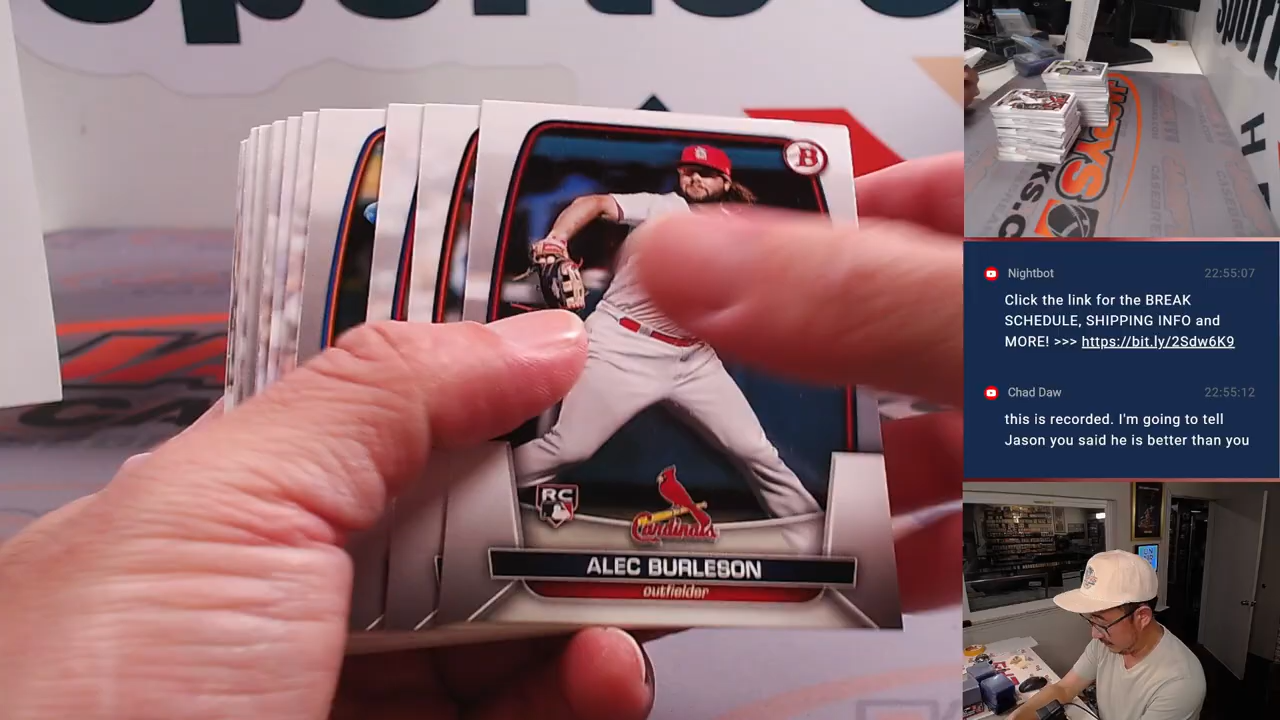 sports
B
RC
Cardinals
ALEC BURLESON
outfielder
Nightbot
22:55:07
Click the link for the BREAK
SCHEDULE, SHIPPING INFO and
MORE! >>> https://bit.ly/2Sdw6K9
Chad Daw
22:55:12
this is recorded. I'm going to tell
Jason you said he is better than you